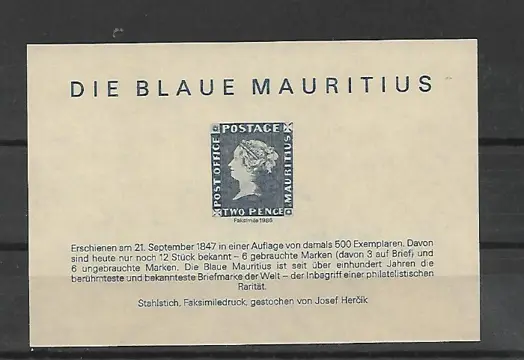 DIE BLAUE MAURITIUS
POSTAGE
POST OFFICE
MAURITIUS
TWO PENCE
Faksimile 1986
Erschienen am 21. September 1847 in einer Auflage von damals 500 Exemplaren. Davon
sind heute nur noch 12 Stück bekannt – 6 gebrauchte Marken (davon 3 auf Brief) und
6 ungebrauchte Marken. Die Blaue Mauritius ist seit über einhundert Jahren die
berühmteste und bekannteste Briefmarke der Welt – der Inbegriff einer philatelistischen
Rarität.
Stahlstich, Faksimiledruck, gestochen von Josef Herčik